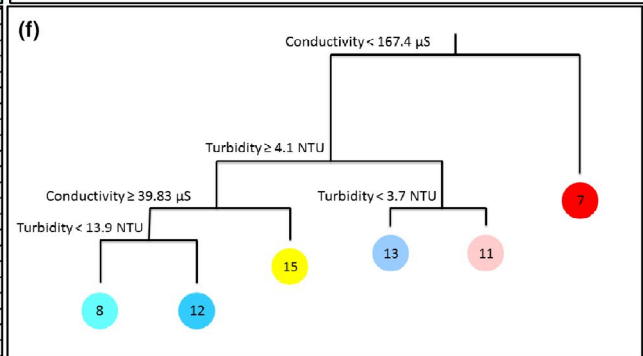 (f)
Conductivity < 167.4 µS
Turbidity ≥ 4.1 NTU
Conductivity ≥ 39.83 µS
Turbidity < 3.7 NTU
Turbidity < 13.9 NTU
7
13
11
15
8
12